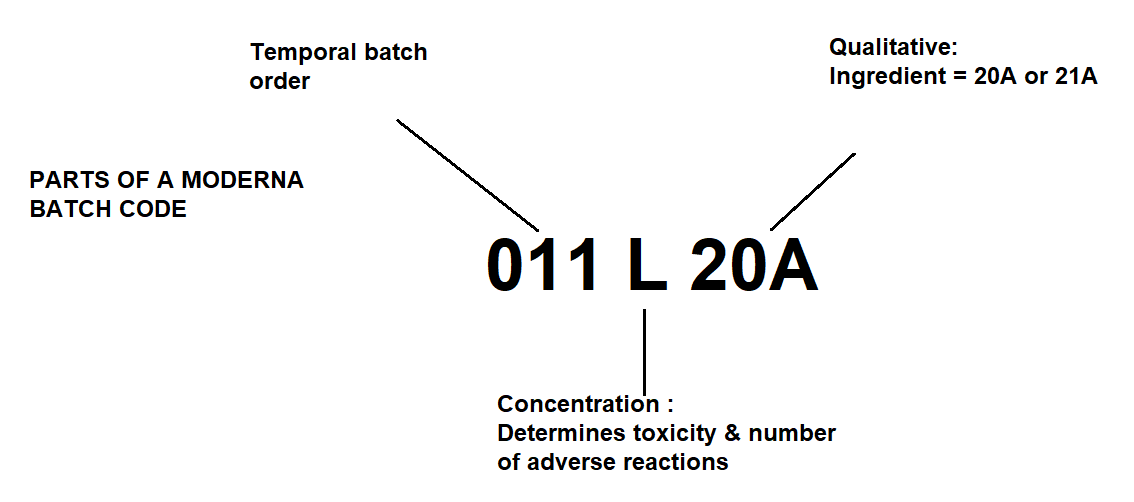 Temporal batch
order
Qualitative:
Ingredient = 20A or 21A
PARTS OF A MODERNA
BATCH CODE
011 L 20A
Concentration :
Determines toxicity & number
of adverse reactions